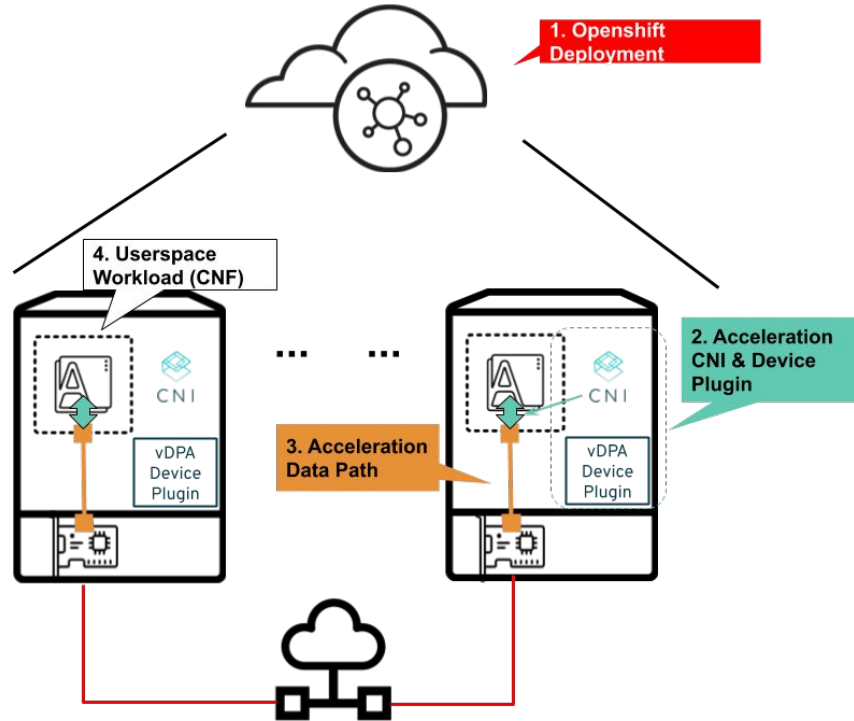 1. Openshift
Deployment
4. Userspace
Workload (CNF)
... ...
2. Acceleration
CNI & Device
Plugin
CNI
CNI
3. Acceleration
Data Path
vDPA
Device
Plugin
vDPA
Device
Plugin